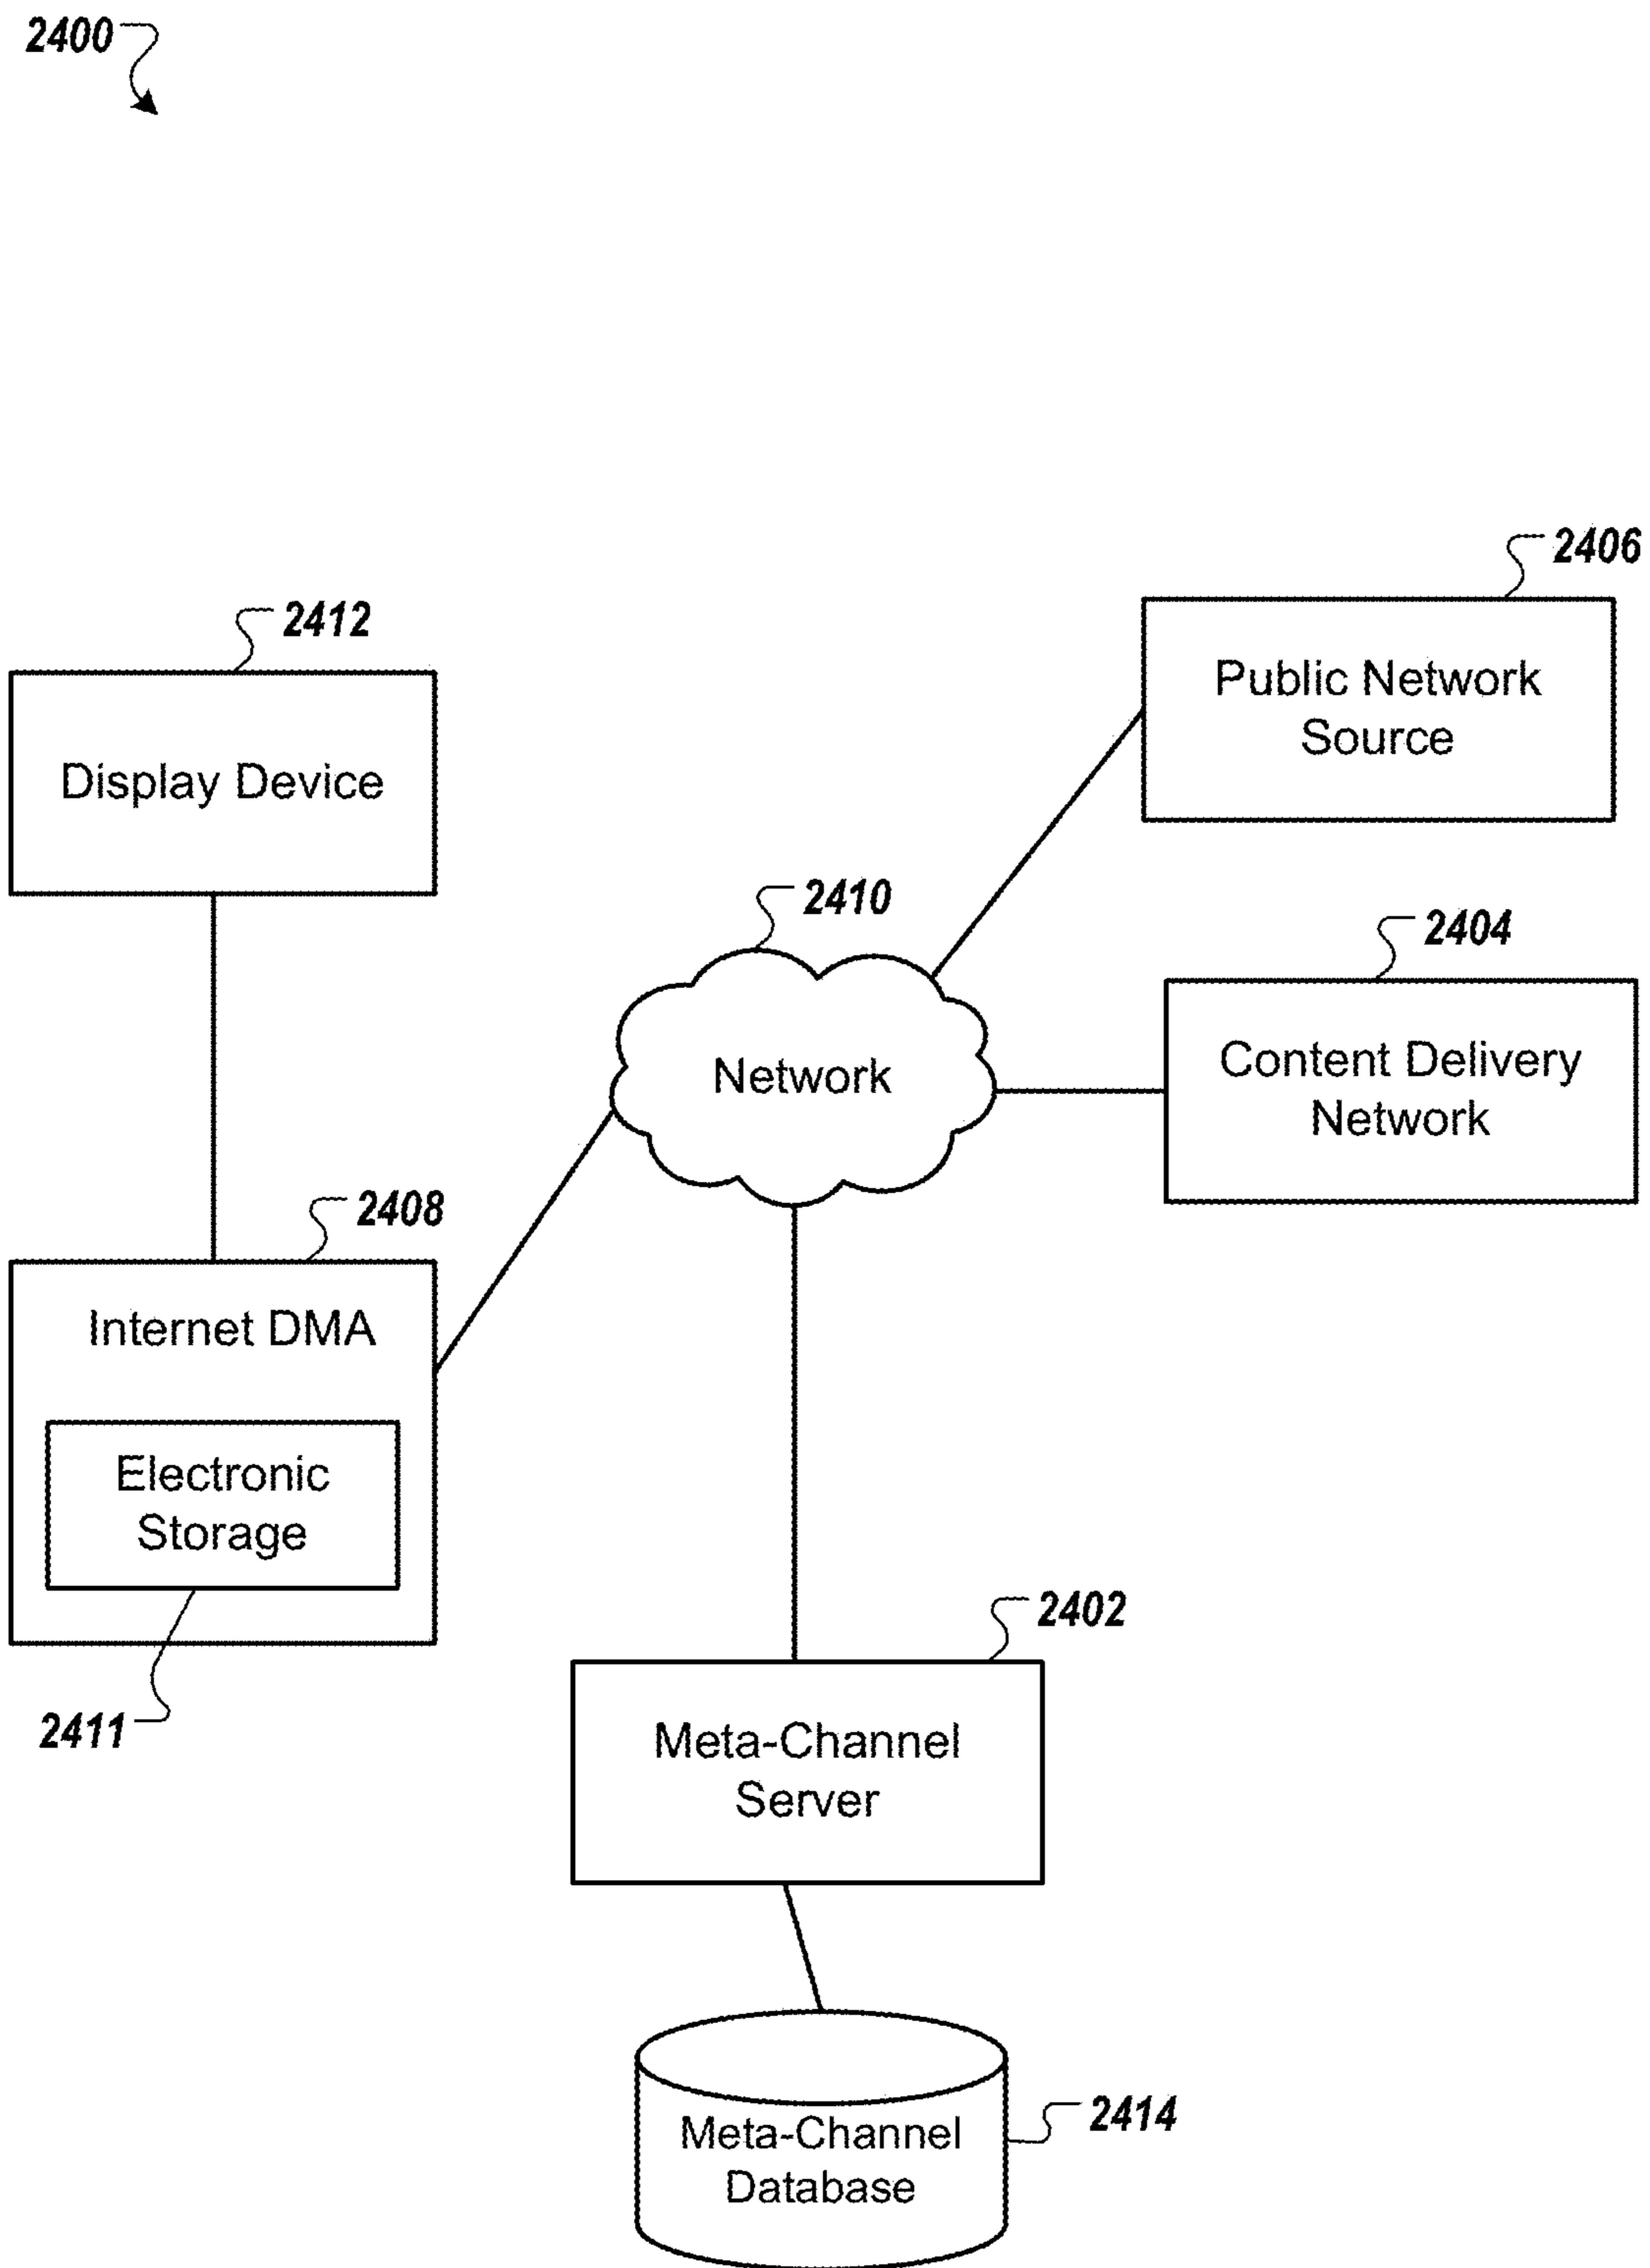 2400
2406
2412
Public Network
Source
Display Device
2410
2404
Network
Content Delivery
Network
2408
Internet DMA
Electronic
Storage
2411
2402
Meta-Channel
Server
2414
Meta-Channel
Database